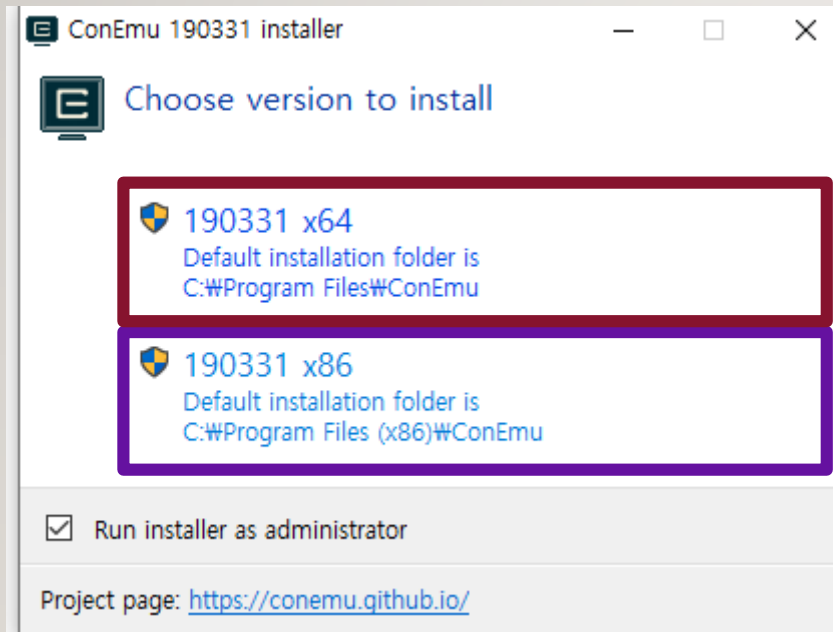 ConEmu 190331 installer
Choose version to install
190331 x64
Default installation folder is
C:₩Program Files₩ConEmu
190331 x86
Default installation folder is
C:₩Program Files (x86)₩ConEmu
Run installer as administrator
Project page: https://conemu.github.io/